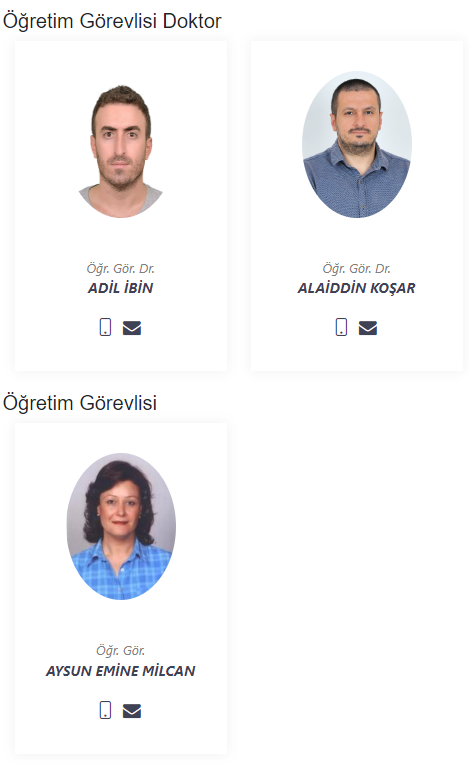 Öğretim Görevlisi Doktor
Öğr. Gör. Dr.
ADİL İBİN
Öğr. Gör. Dr.
ALAİDDİN KOŞAR
Öğretim Görevlisi
Öğr. Gör.
AYSUN EMİNE MİLCAN